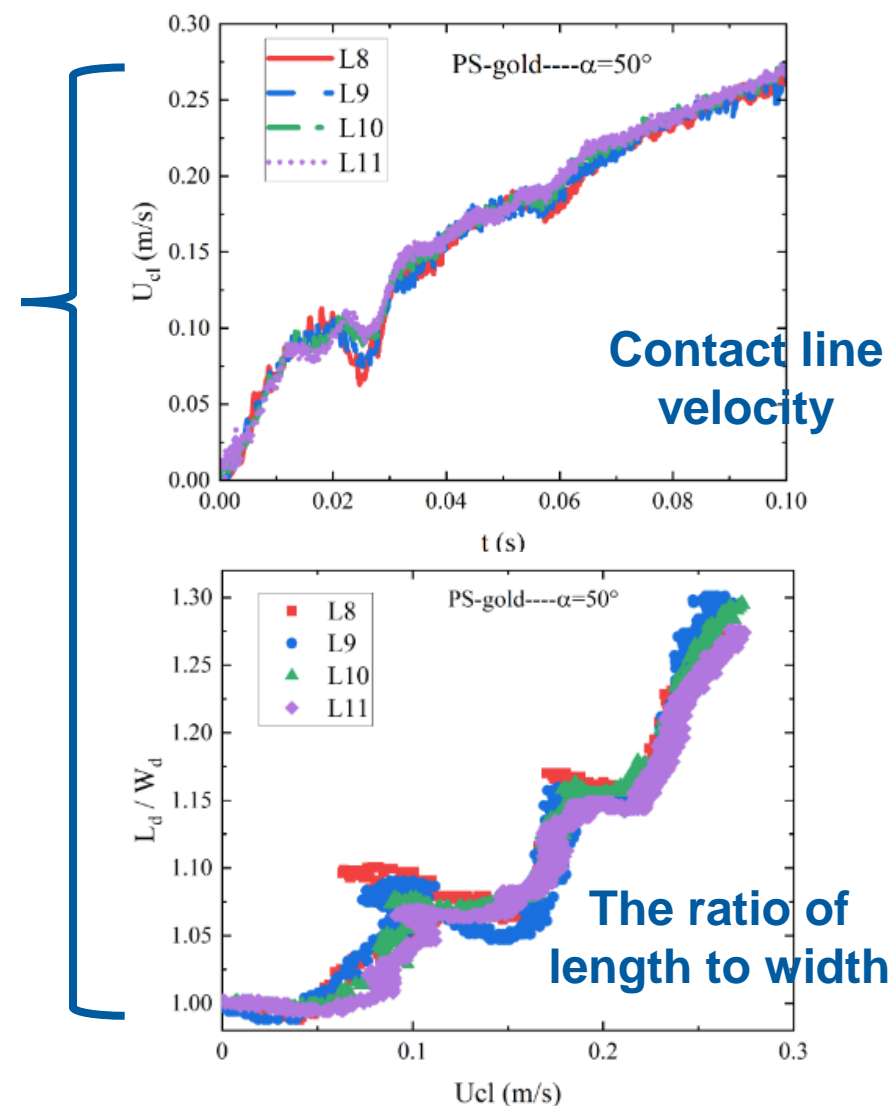 0.30
0.25
0.20
0.15
0.10
0.05
0.00
U_cl (m/s)
L8
L9
L10
L11
PS-gold----α=50°
Contact line
velocity
0.00 0.02 0.04 0.06 0.08 0.10
t (s)
1.30
1.25
1.20
1.15
1.10
1.05
1.00
L_d / W_d
L8
L9
L10
L11
PS-gold----α=50°
The ratio of
length to width
0 0.1 0.2 0.3
Ucl (m/s)